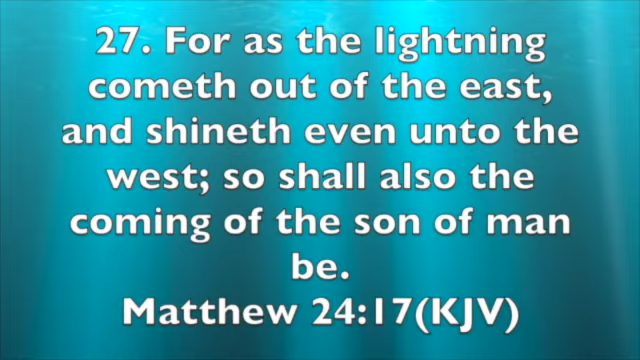 27. For as the lightning
cometh out of the east,
and shineth even unto the
west; so shall also the
coming of the son of man
be.
Matthew 24:17(KJV)